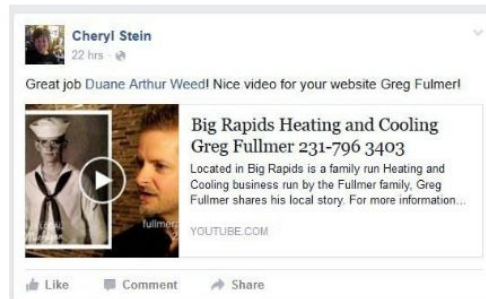 Cheryl Stein
22 hrs
Great job Duane Arthur Weed! Nice video for your website Greg Fulmer!
Big Rapids Heating and Cooling
Greg Fullmer 231-796 3403
Located in Big Rapids is a family run Heating and
Cooling business run by the Fullmer family, Greg
Fullmer shares his local story. For more information...
fullmer
YOUTUBE.COM
Like Comment Share